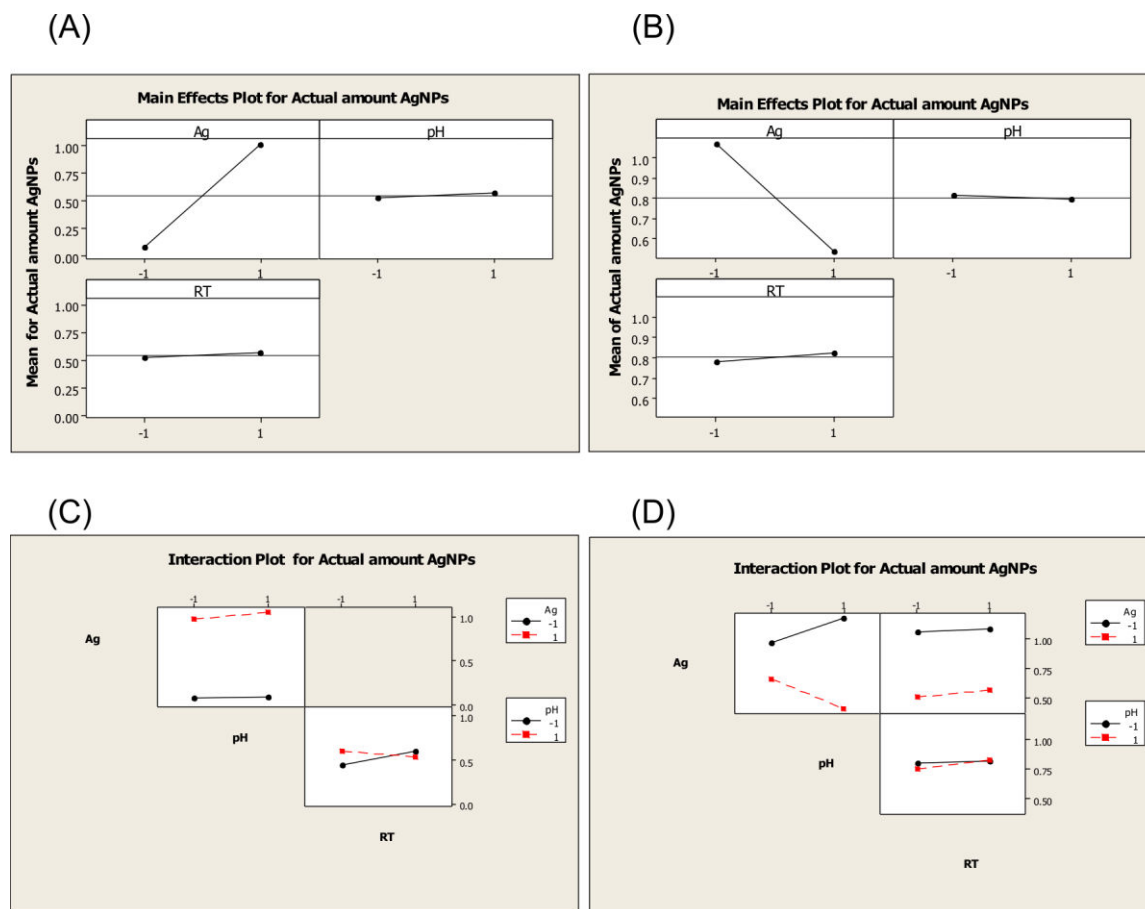 (A)
Main Effects Plot for Actual amount AgNPs
Mean for Actual amount AgNPs
Ag
pH
1.00
0.75
0.50
0.25
0.00
-1
1
-1
1
RT
1.00
0.75
0.50
0.25
0.00
-1
1
(B)
Main Effects Plot for Actual amount AgNPs
Mean of Actual amount AgNPs
Ag
pH
1.0
0.9
0.8
0.7
0.6
-1
1
-1
1
RT
1.0
0.9
0.8
0.7
0.6
-1
1
(C)
Interaction Plot for Actual amount AgNPs
-1
1
-1
1
Ag
1.0
0.5
0.0
Ag
-1
1
pH
1.0
0.5
0.0
pH
-1
1
RT
(D)
Interaction Plot for Actual amount AgNPs
-1
1
-1
1
Ag
1.00
0.75
0.50
Ag
-1
1
pH
1.00
0.75
0.50
pH
-1
1
RT